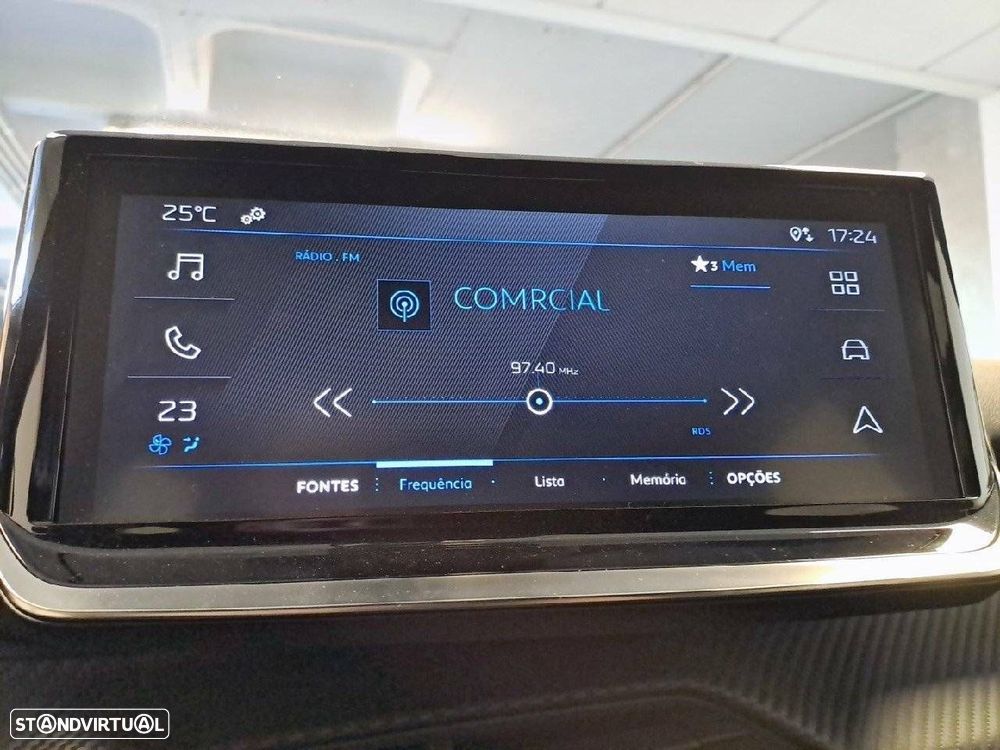 25°C
17:24
RÁDIO . FM
3 Mem
COMRCIAL
97.40 MHz
23
RDS
FONTES
Frequência
Lista
Memória
OPÇÕES
STANDVIRTUAL